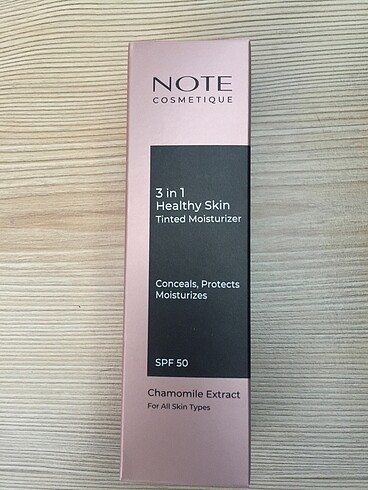 NOTE
COSMETIQUE
3 in 1
Healthy Skin
Tinted Moisturizer
Conceals, Protects
Moisturizes
SPF 50
Chamomile Extract
For All Skin Types